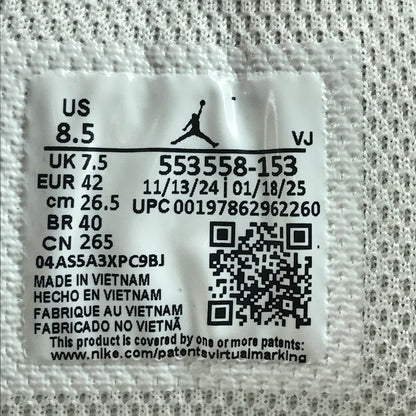 US
8.5
VJ
UK 7.5
EUR 42
cm 26.5
BR 40
CN 265
553558-153
11/13/24 01/18/25
UPC 00197862962260
04AS5A3XPC9BJ
MADE IN VIETNAM
HECHO EN VIETNAM
FABRIQUE AU VIETNAM
FABRICADO NO VIETNÃ
This product is covered by one or more patents:
www.nike.com/patentsvirtualmarking